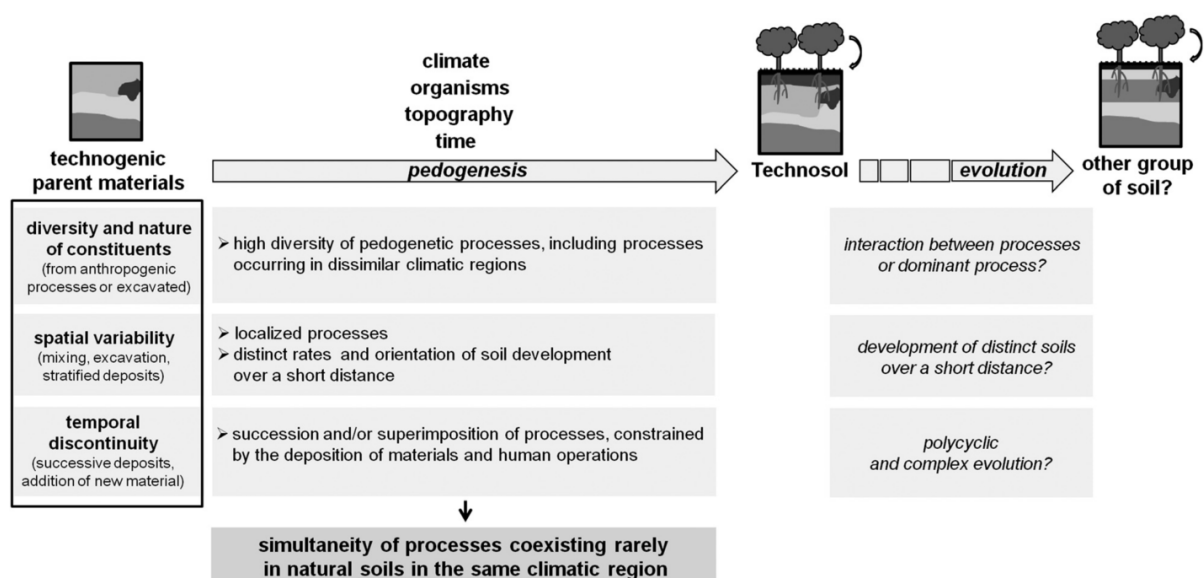 climate
organisms
topography
time
technogenic
parent materials
pedogenesis
Technosol
evolution
other group
of soil?
diversity and nature
of constituents
(from anthropogenic
processes or excavated)
➢ high diversity of pedogenetic processes, including processes
occurring in dissimilar climatic regions
interaction between processes
or dominant process?
spatial variability
(mixing, excavation,
stratified deposits)
➢ localized processes
➢ distinct rates and orientation of soil development
over a short distance
development of distinct soils
over a short distance?
temporal
discontinuity
(successive deposits,
addition of new material)
➢ succession and/or superimposition of processes, constrained
by the deposition of materials and human operations
polycyclic
and complex evolution?
simultaneity of processes coexisting rarely
in natural soils in the same climatic region